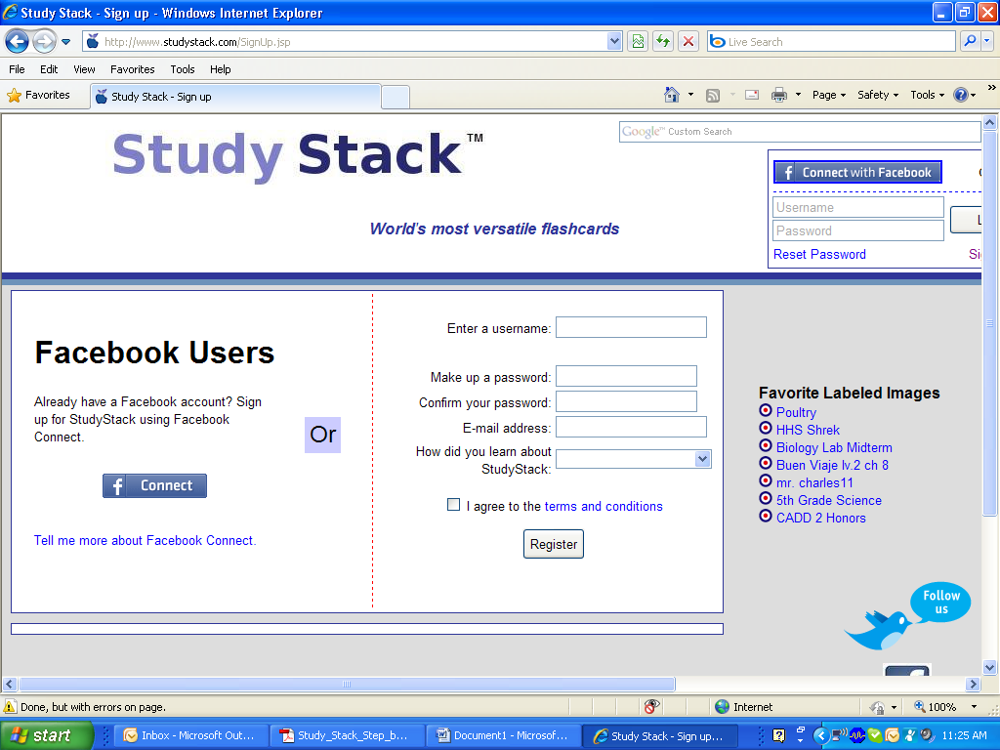 Study Stack - Sign up - Windows Internet Explorer
http://www.studystack.com/SignUp.jsp
Live Search
File Edit View Favorites Tools Help
Favorites
Study Stack - Sign up
Page Safety Tools
Study Stack™
Google™ Custom Search
World's most versatile flashcards
Connect with Facebook
Username
Password
Reset Password
Facebook Users
Already have a Facebook account? Sign
up for StudyStack using Facebook
Connect.
Connect
Tell me more about Facebook Connect.
Or
Enter a username:
Make up a password:
Confirm your password:
E-mail address:
How did you learn about
StudyStack:
I agree to the terms and conditions
Register
Favorite Labeled Images
Poultry
HHS Shrek
Biology Lab Midterm
Buen Viaje lv.2 ch 8
mr. charles11
5th Grade Science
CADD 2 Honors
Follow
us
Done, but with errors on page.
Internet
100%
start
Inbox - Microsoft Out...
Study_Stack_Step_b...
Document1 - Microsof...
Study Stack - Sign up...
11:25 AM